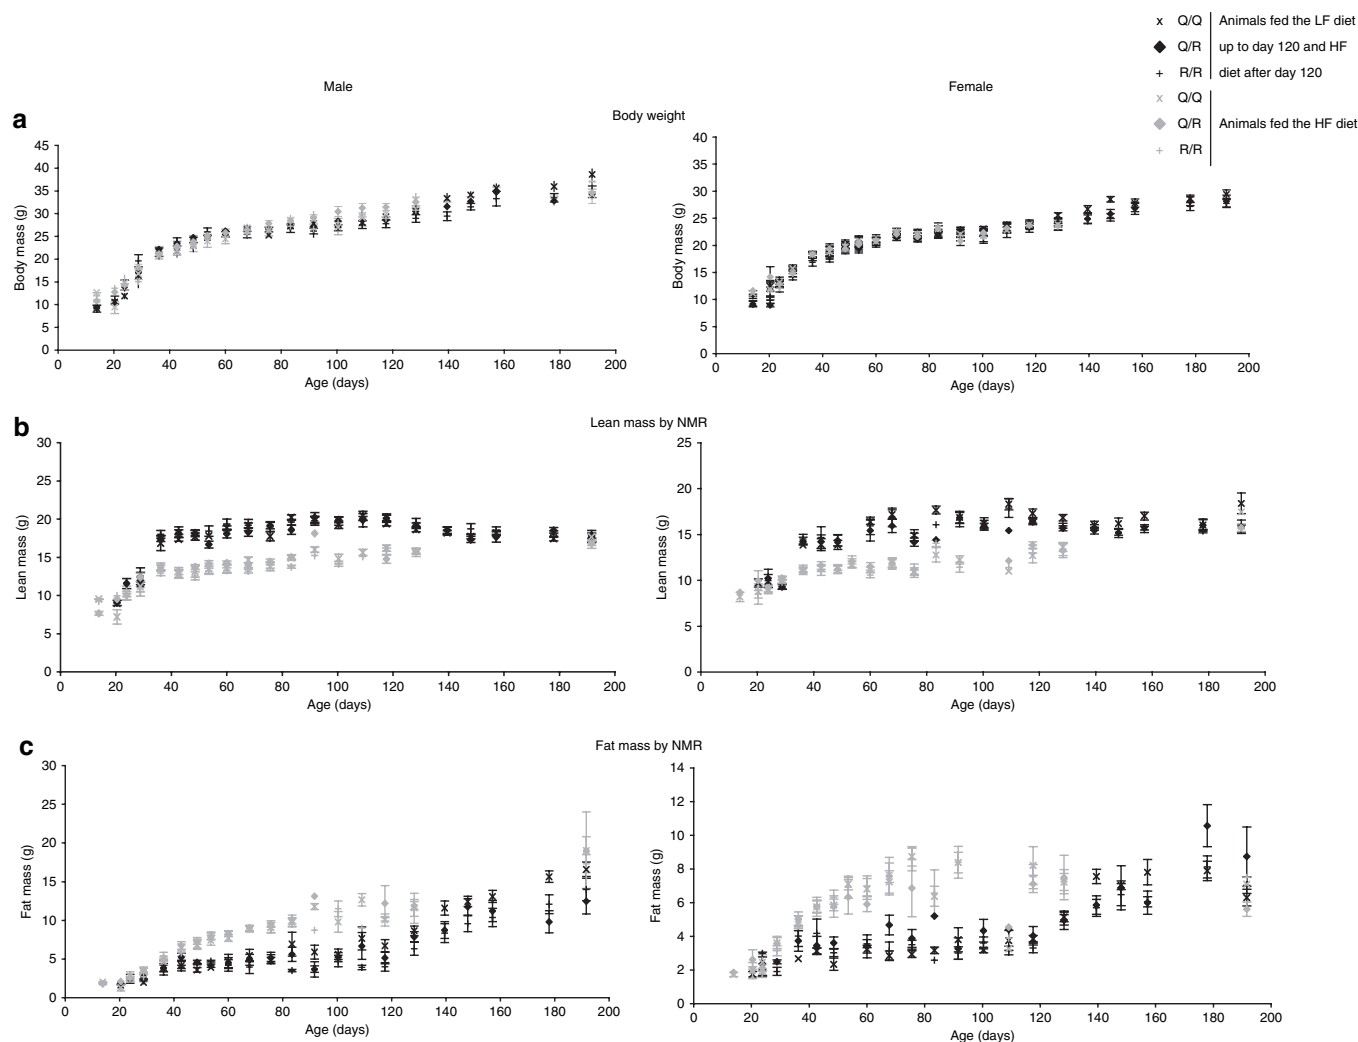 x Q/Q Animals fed the LF diet
◆ Q/R up to day 120 and HF
+ R/R diet after day 120
x Q/Q
◆ Q/R Animals fed the HF diet
+ R/R
Male
Female
a
Body weight
45
40
35
30
25
20
15
10
5
0
Body mass (g)
0 20 40 60 80 100 120 140 160 180 200
Age (days)
40
35
30
25
20
15
10
5
0
Body mass (g)
0 20 40 60 80 100 120 140 160 180 200
Age (days)
b
Lean mass by NMR
30
25
20
15
10
5
0
Lean mass (g)
0 20 40 60 80 100 120 140 160 180 200
Age (days)
25
20
15
10
5
0
Lean mass (g)
0 20 40 60 80 100 120 140 160 180 200
Age (days)
c
Fat mass by NMR
30
25
20
15
10
5
0
Fat mass (g)
0 20 40 60 80 100 120 140 160 180 200
Age (days)
14
12
10
8
6
4
2
0
Fat mass (g)
0 20 40 60 80 100 120 140 160 180 200
Age (days)